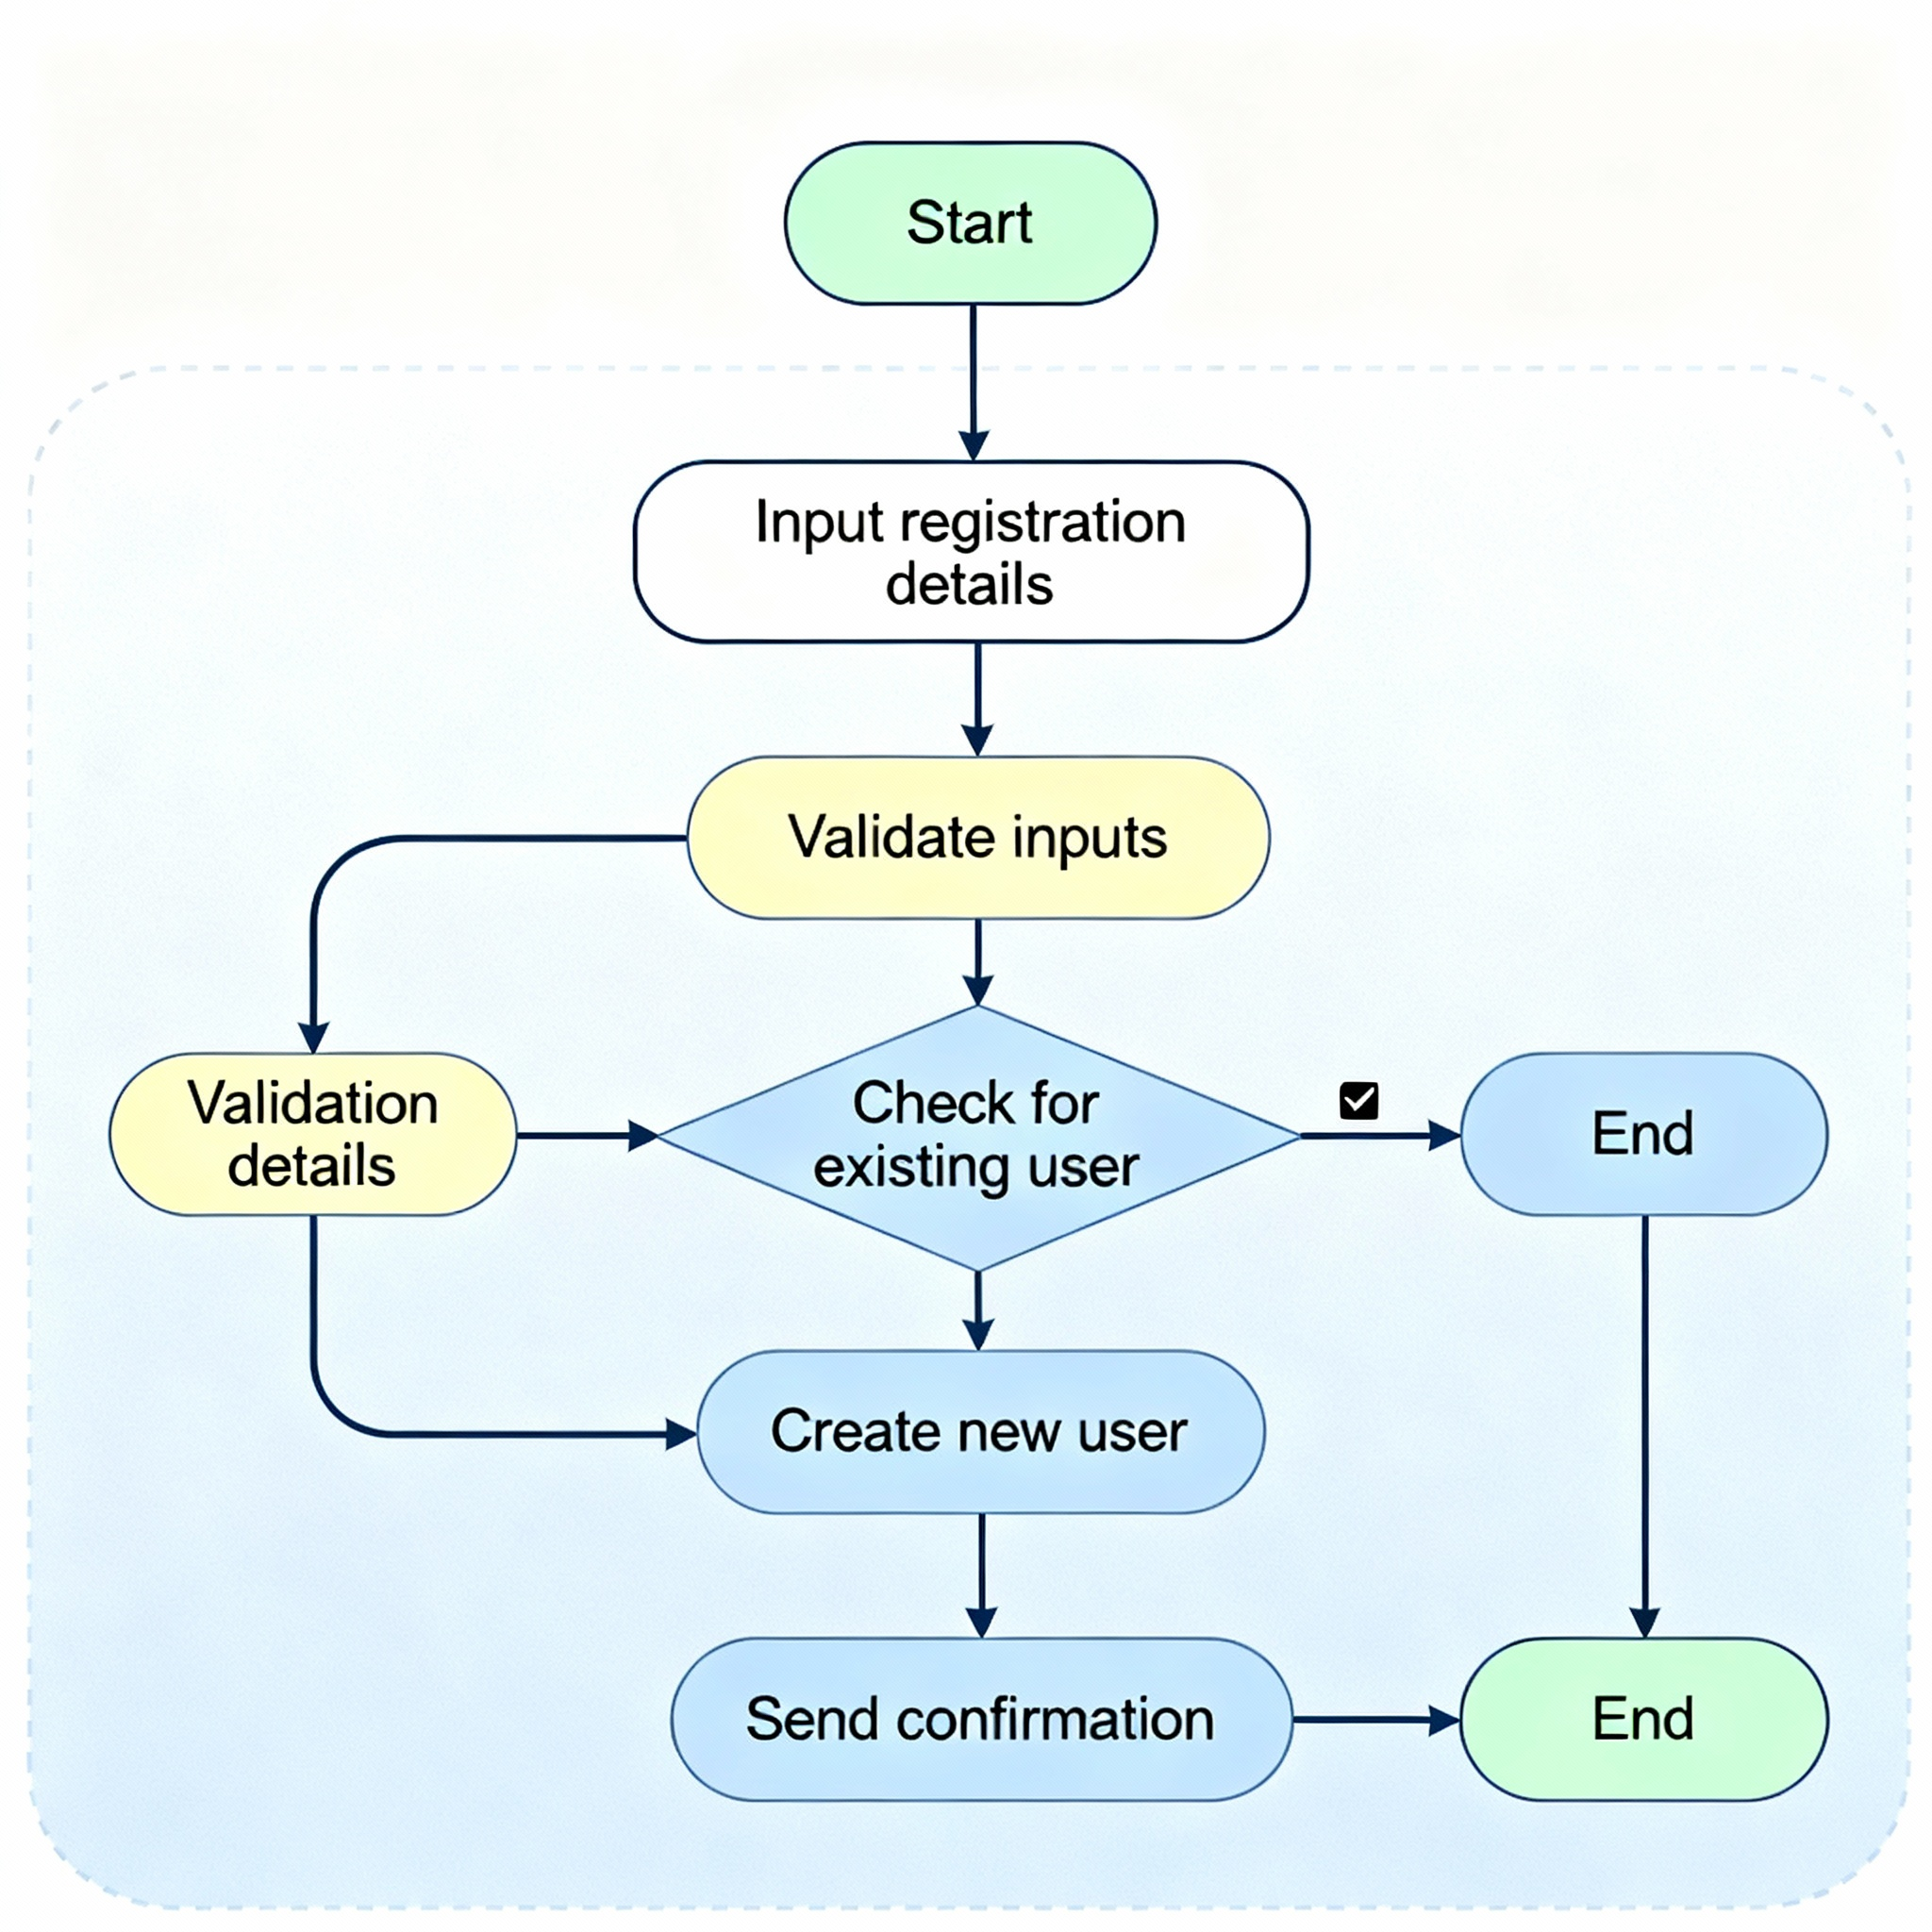 Start
Input registration
details
Validate inputs
Validation
details
Check for
existing user
End
Create new user
Send confirmation
End